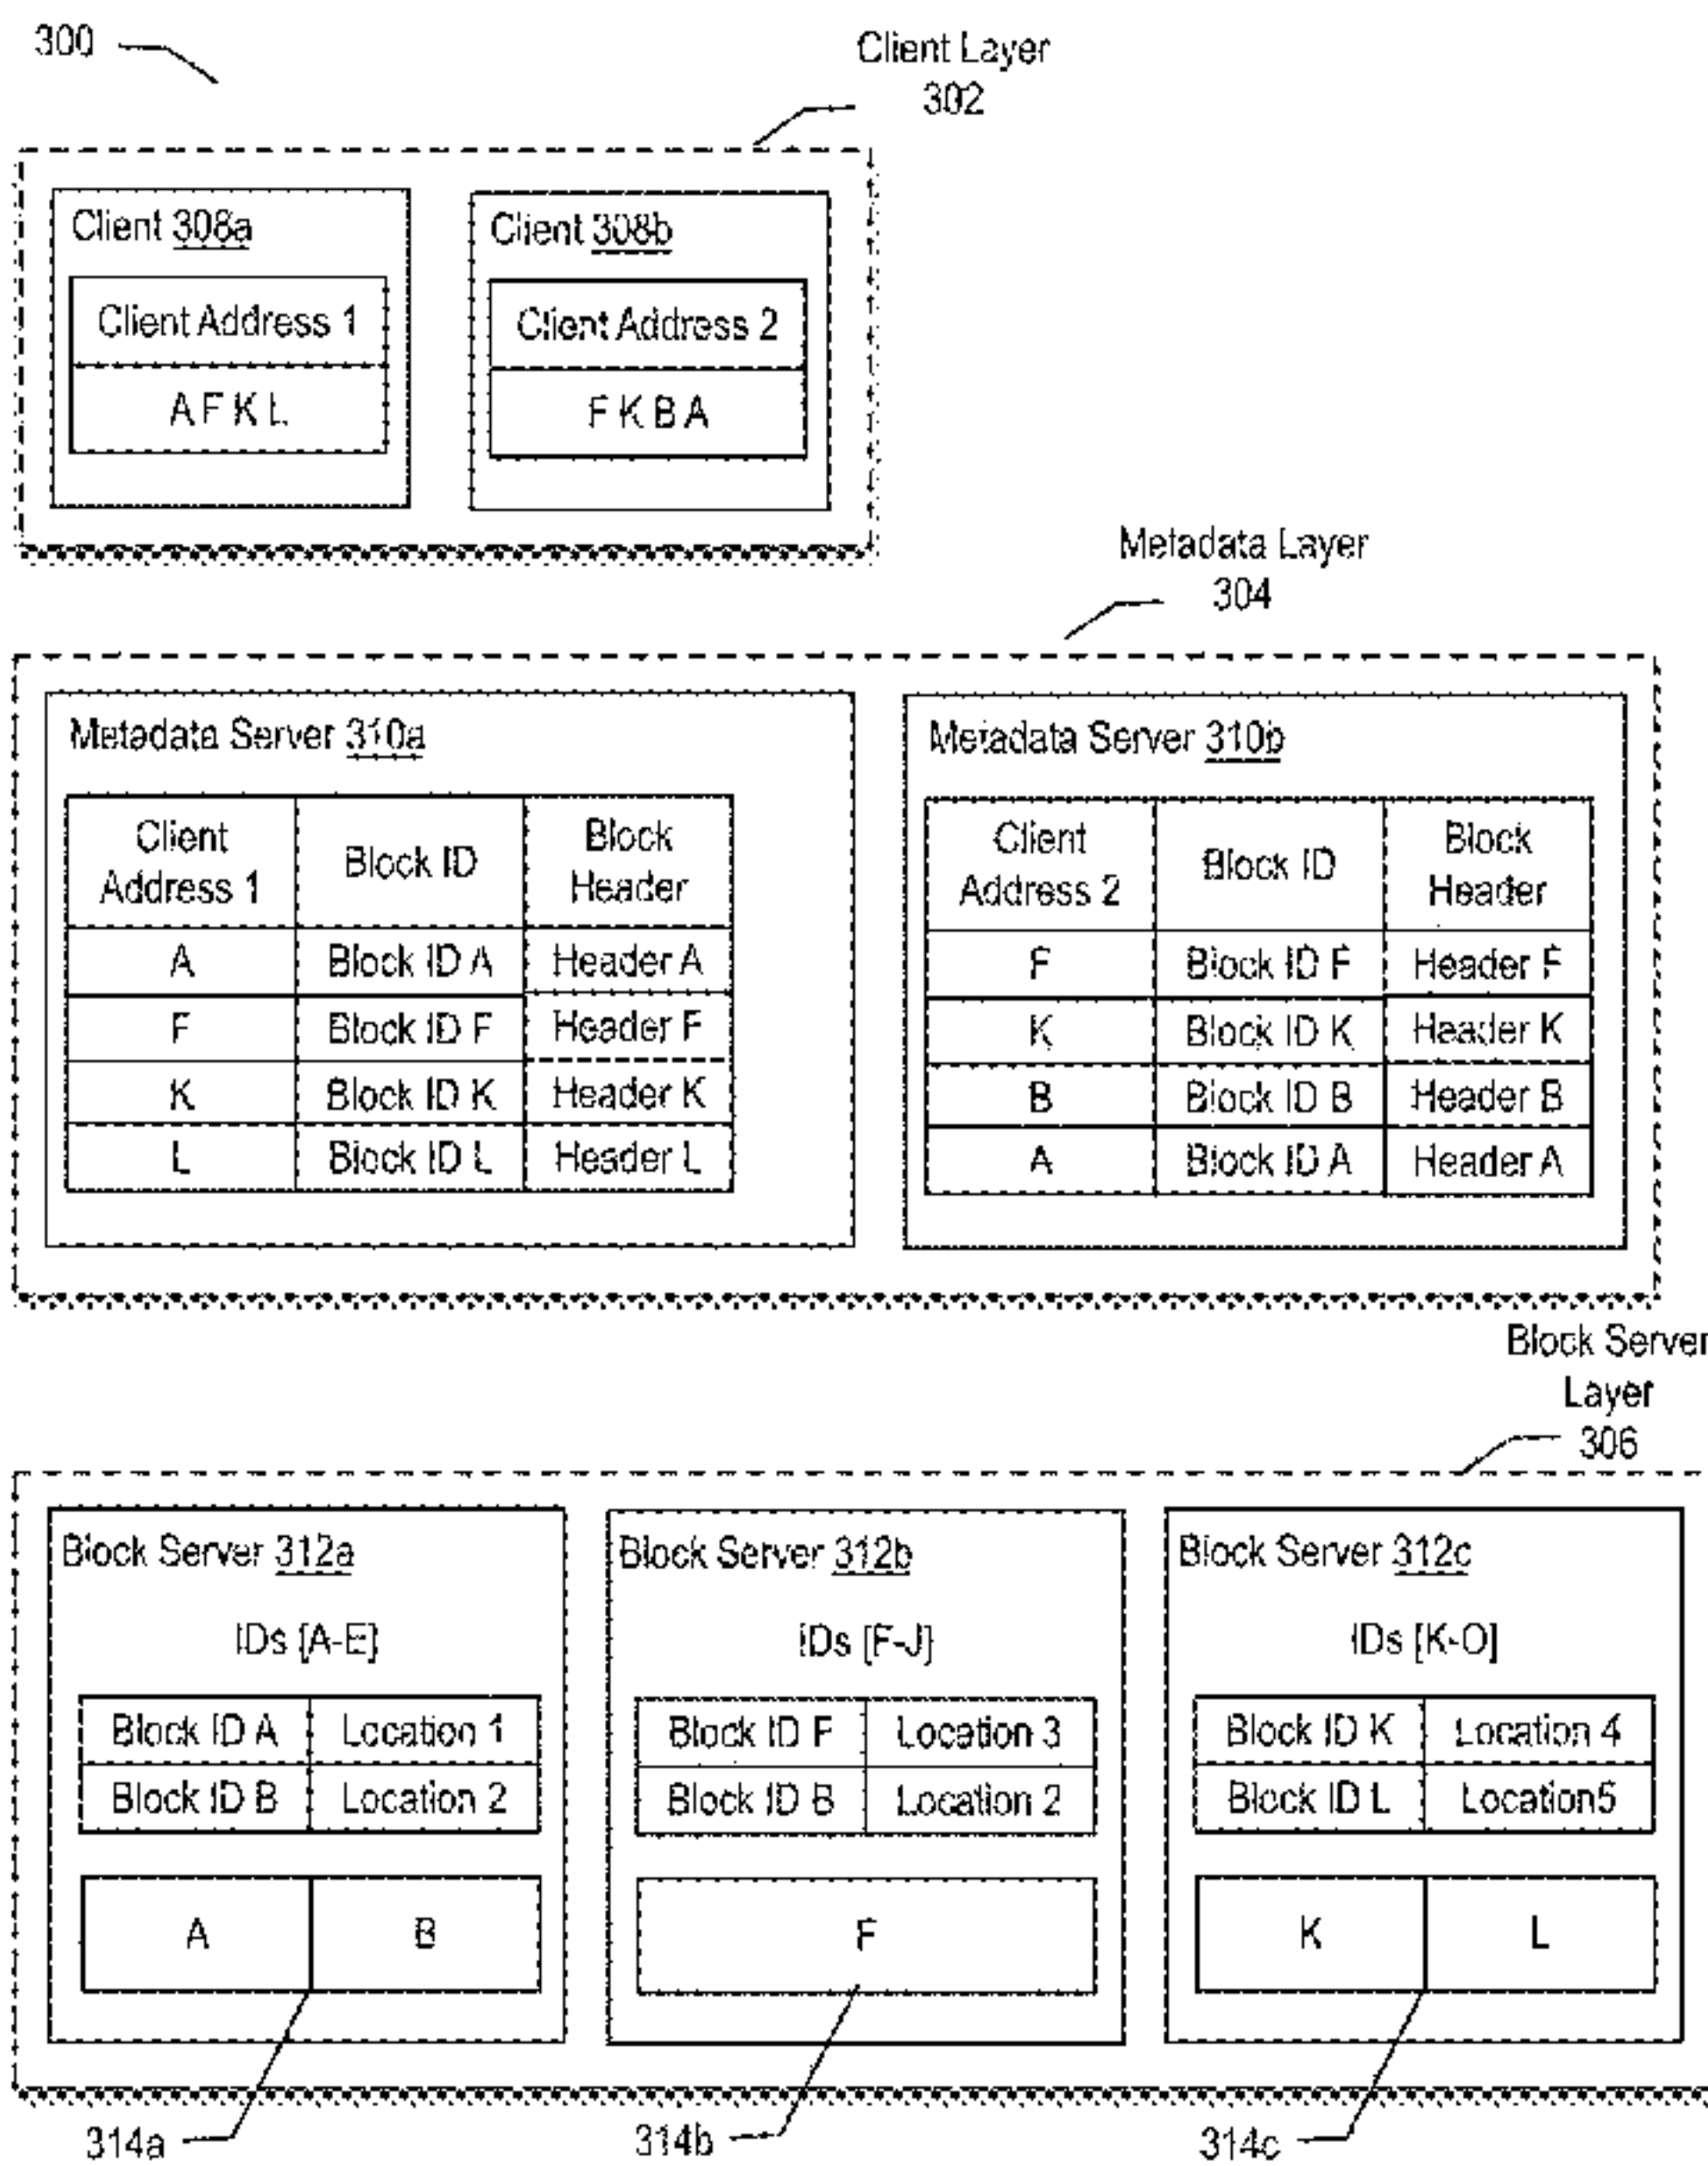 300
Client Layer
302
Client 308a
Client Address 1
A F K L
Client 308b
Client Address 2
F K B A
Metadata Layer
304
Metadata Server 310a
Client Address 1 Block ID Block Header
A Block ID A Header A
F Block ID F Header F
K Block ID K Header K
L Block ID L Header L
Metadata Server 310b
Client Address 2 Block ID Block Header
F Block ID F Header F
K Block ID K Header K
B Block ID B Header B
A Block ID A Header A
Block Server
Layer
306
Block Server 312a
IDs [A-E]
Block ID A Location 1
Block ID B Location 2
A B
Block Server 312b
IDs [F-J]
Block ID F Location 3
Block ID B Location 2
F
Block Server 312c
IDs [K-O]
Block ID K Location 4
Block ID L Location5
K L
314a
314b
314c